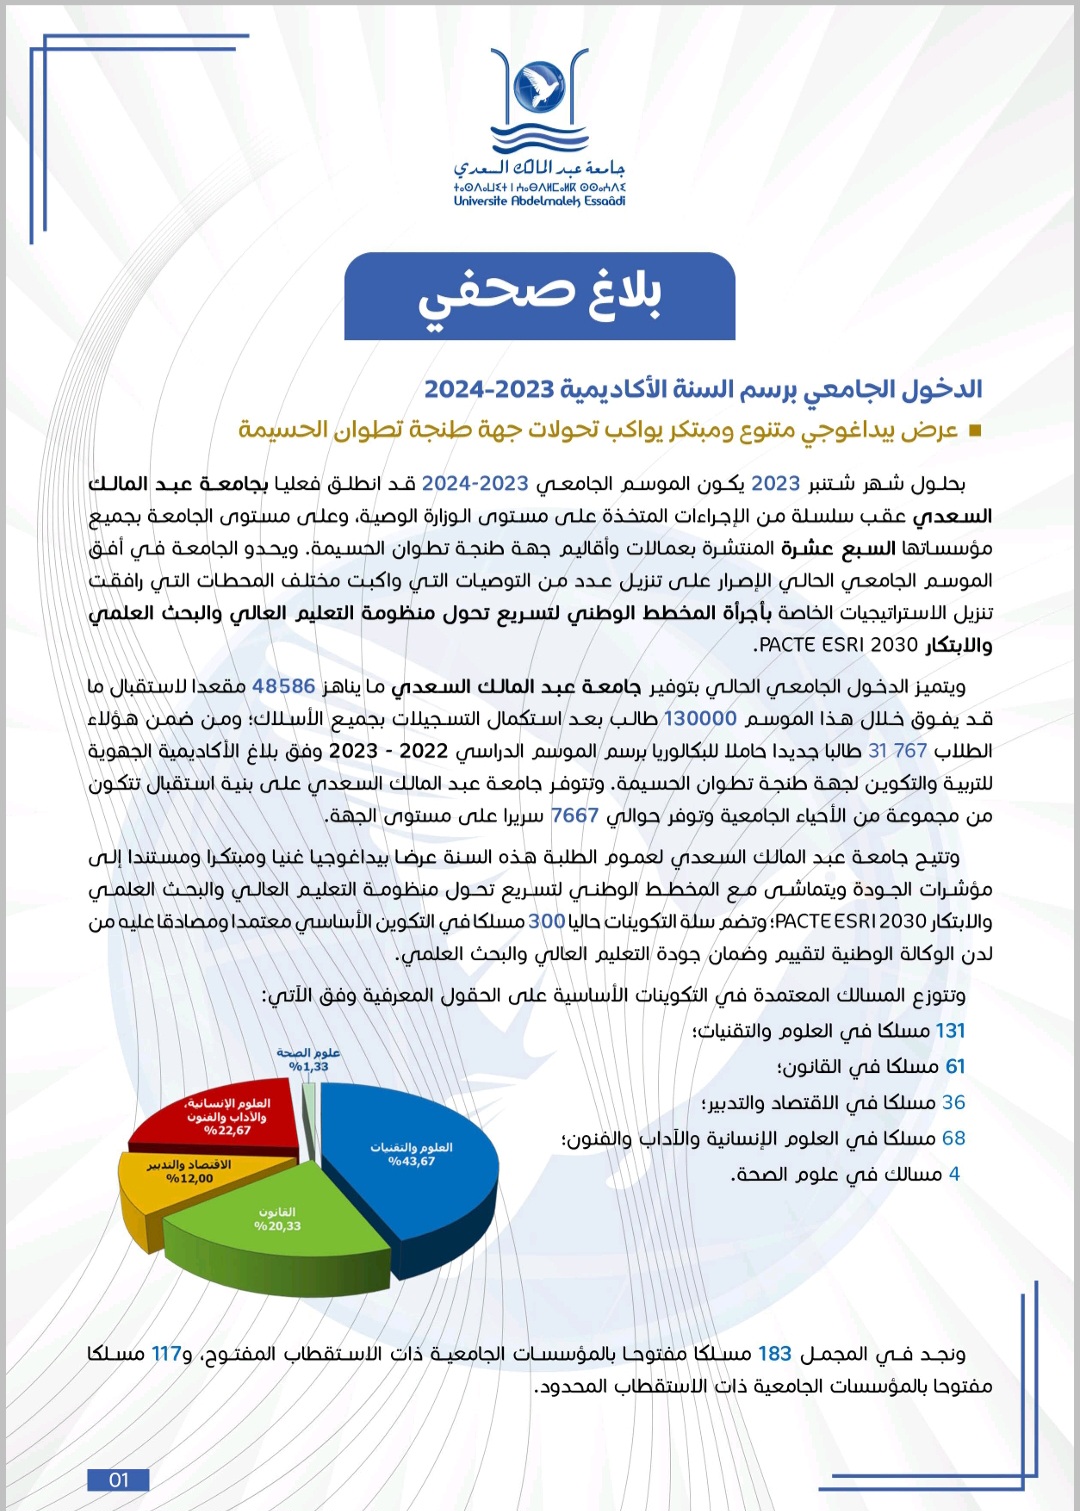 جامعة عبد المالك السعدي
ⵜⴰⵙⴷⴰⵡⵉⵜ ⵏ ⵄⴰⴱⴷⵍⵎⴰⵍⴽ ⵙⵙⴰⵄⴷⵉ
Universite Abdelmalek Essaâdi
بلاغ صحفي
الدخول الجامعي برسم السنة الأكاديمية 2023-2024
■ عرض بيداغوجي متنوع ومبتكر يواكب تحولات جهة طنجة تطوان الحسيمة
بحلول شهر شتنبر 2023 يكون الموسم الجامعي 2023-2024 قد انطلق فعليا بجامعة عبد المالك
السعدي عقب سلسلة من الإجراءات المتخذة على مستوى الوزارة الوصية، وعلى مستوى الجامعة بجميع
مؤسساتها السبع عشرة المنتشرة بعمالات وأقاليم جهة طنجة تطوان الحسيمة. ويحدو الجامعة في أفق
الموسم الجامعي الحالي الإصرار على تنزيل عدد من التوصيات التي واكبت مختلف المحطات التي رافقت
تنزيل الاستراتيجيات الخاصة بأجرأة المخطط الوطني لتسريع تحول منظومة التعليم العالي والبحث العلمي
والابتكار PACTE ESRI 2030.
ويتميز الدخول الجامعي الحالي بتوفير جامعة عبد المالك السعدي ما يناهز 48586 مقعدا لاستقبال ما
قد يفوق خلال هذا الموسم 130000 طالب بعد استكمال التسجيلات بجميع الأسلاك؛ ومن ضمن هؤلاء
الطلاب 767 31 طالبا جديدا حاملا للبكالوريا برسم الموسم الدراسي 2022 - 2023 وفق بلاغ الأكاديمية الجهوية
للتربية والتكوين لجهة طنجة تطوان الحسيمة. وتتوفر جامعة عبد المالك السعدي على بنية استقبال تتكون
من مجموعة من الأحياء الجامعية وتوفر حوالي 7667 سريرا على مستوى الجهة.
وتتيح جامعة عبد المالك السعدي لعموم الطلبة هذه السنة عرضا بيداغوجيا غنيا ومبتكرا ومستندا إلى
مؤشرات الجودة ويتماشى مع المخطط الوطني لتسريع تحول منظومة التعليم العالي والبحث العلمي
والابتكار PACTE ESRI 2030؛ وتضم سلة التكوينات حاليا 300 مسلكا في التكوين الأساسي معتمدا ومصادقا عليه من
لدن الوكالة الوطنية لتقييم وضمان جودة التعليم العالي والبحث العلمي.
وتتوزع المسالك المعتمدة في التكوينات الأساسية على الحقول المعرفية وفق الآتي:
131 مسلكا في العلوم والتقنيات؛
61 مسلكا في القانون؛
36 مسلكا في الاقتصاد والتدبير؛
68 مسلكا في العلوم الإنسانية والآداب والفنون؛
4 مسالك في علوم الصحة.
علوم الصحة
%1,33
العلوم الإنسانية،
والآداب والفنون
%22,67
العلوم والتقنيات
%43,67
الاقتصاد والتدبير
%12,00
القانون
%20,33
ونجد في المجمل 183 مسلكا مفتوحا بالمؤسسات الجامعية ذات الاستقطاب المفتوح، و117 مسلكا
مفتوحا بالمؤسسات الجامعية ذات الاستقطاب المحدود.
01